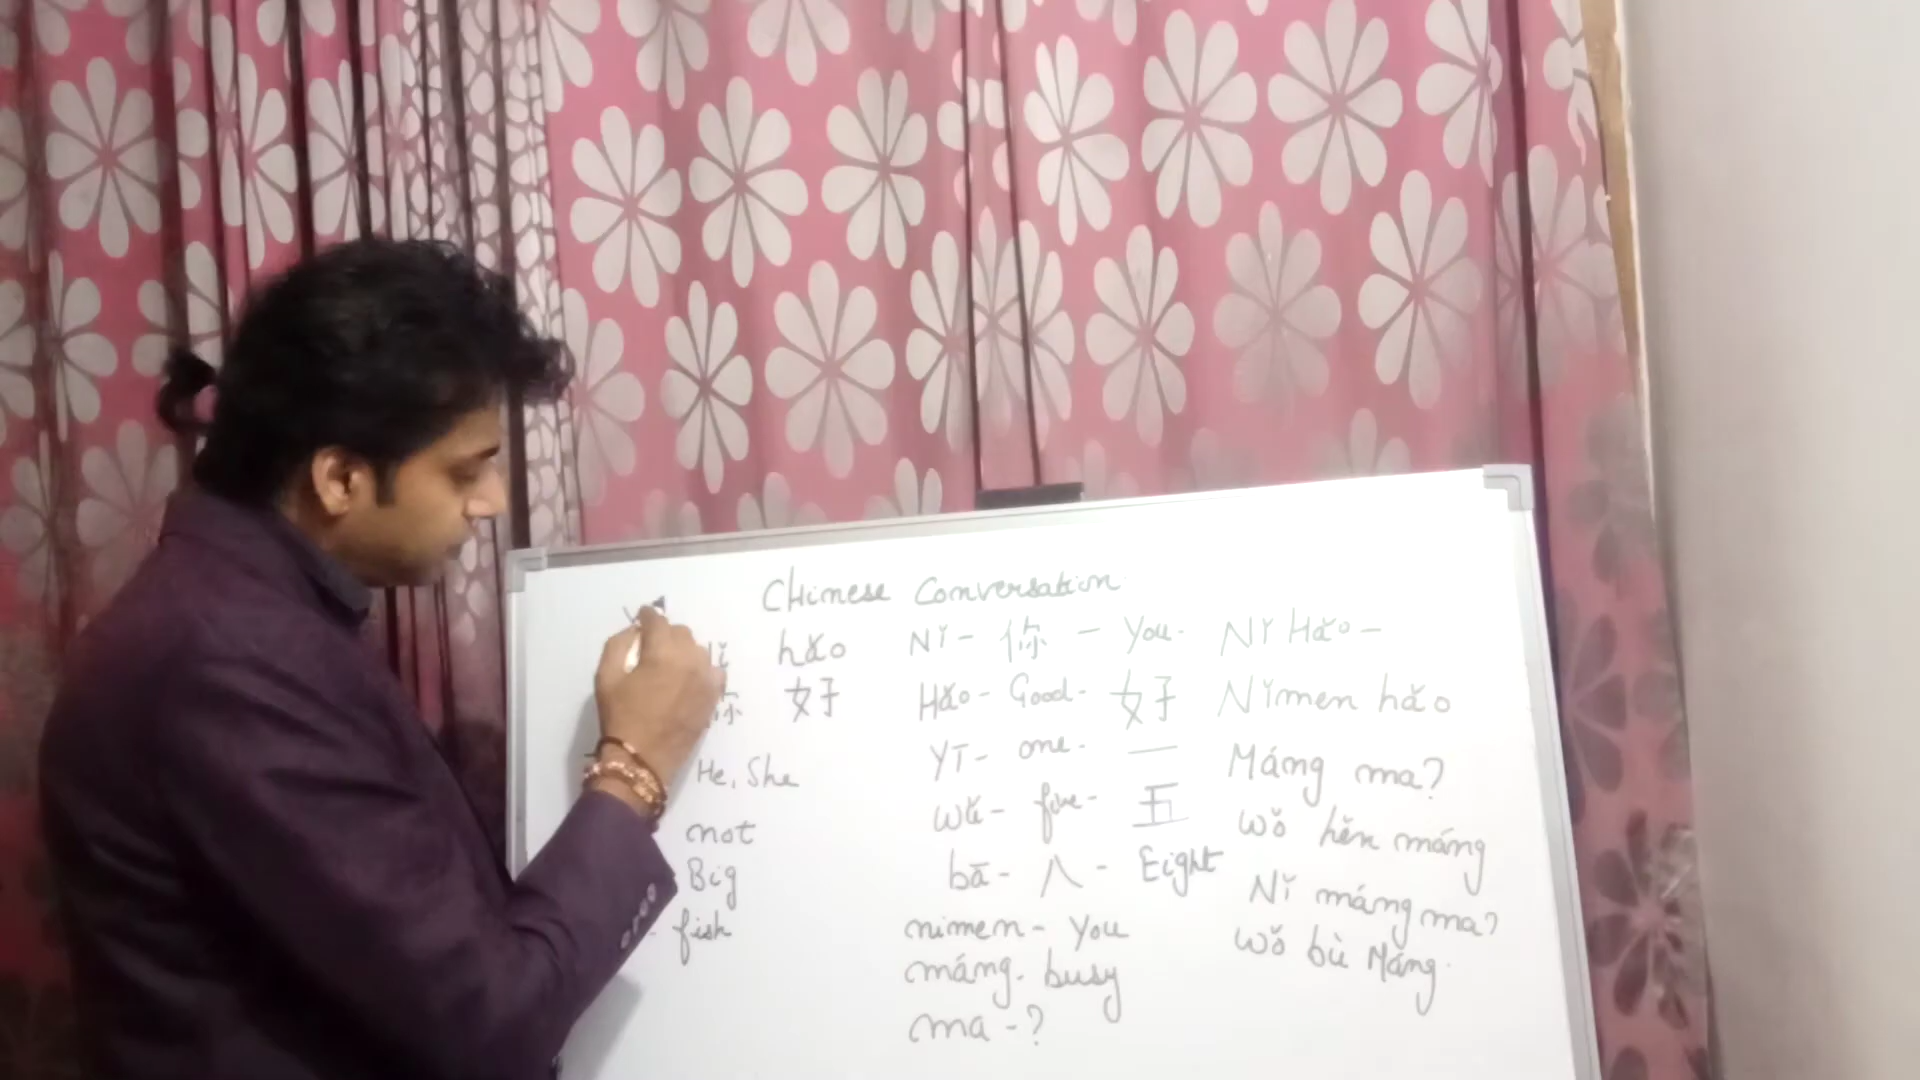 Chinese Conversation
hǎo
好
He, She
not
Big
fish
Nǐ - 你 - You.
Hǎo - Good - 好
Yī - one - 一
wǔ - five - 五
bā - 八 - Eight
nimen - You
máng. busy
ma - ?
Nǐ Hǎo -
Nǐmen hǎo
Máng ma?
wǒ hěn máng
Nǐ máng ma?
wǒ bù Máng.